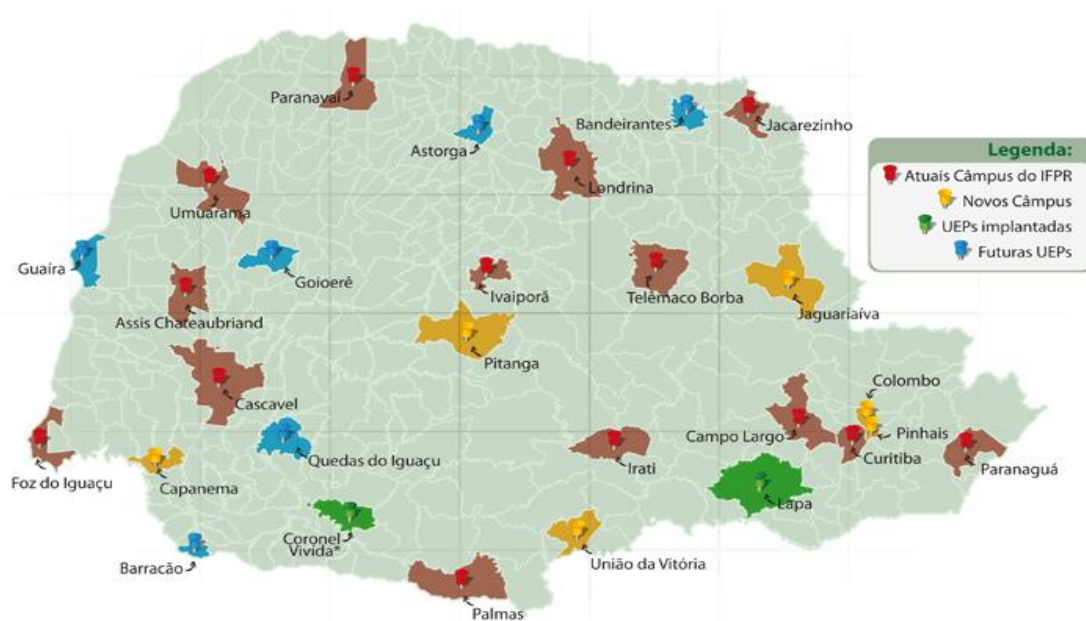 Paranavaí
Astorga
Bandeirantes
Jacarezinho
Londrina
Umuarama
Legenda:
Atuais Câmpus do IFPR
Novos Câmpus
UEPs implantadas
Futuras UEPs
Guaíra
Goioerê
Ivaiporã
Telêmaco Borba
Jaguariaíva
Assis Chateaubriand
Pitanga
Cascavel
Colombo
Pinhais
Campo Largo
Curitiba
Paranaguá
Foz do Iguaçu
Capanema
Quedas do Iguaçu
Irati
Lapa
Coronel
Vivida*
União da Vitória
Barracão
Palmas